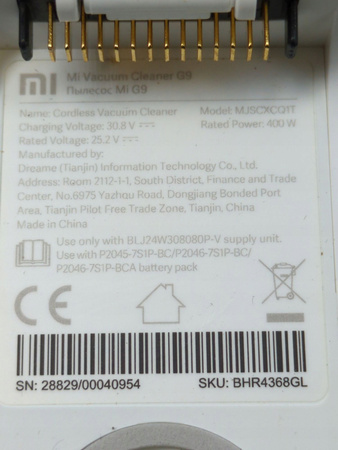 mi Mi Vacuum Cleaner G9
Пылесос Mi G9
Name: Cordless Vacuum Cleaner Model: MJSCXCQ1T
Charging Voltage: 30.8 V ⎓ Rated Power: 400 W
Rated Voltage: 25.2 V ⎓
Manufactured by:
Dreame (Tianjin) Information Technology Co., Ltd.
Address: Room 2112-1-1, South District, Finance and Trade
Center, No.6975 Yazhou Road, Dongjiang Bonded Port
Area, Tianjin Pilot Free Trade Zone, Tianjin, China
Made in China
Use only with BLJ24W308080P-V supply unit.
Use with P2045-7S1P-BC/P2046-7S1P-BC/
P2046-7S1P-BCA battery pack
CE
SN: 28829/00040954 SKU: BHR4368GL